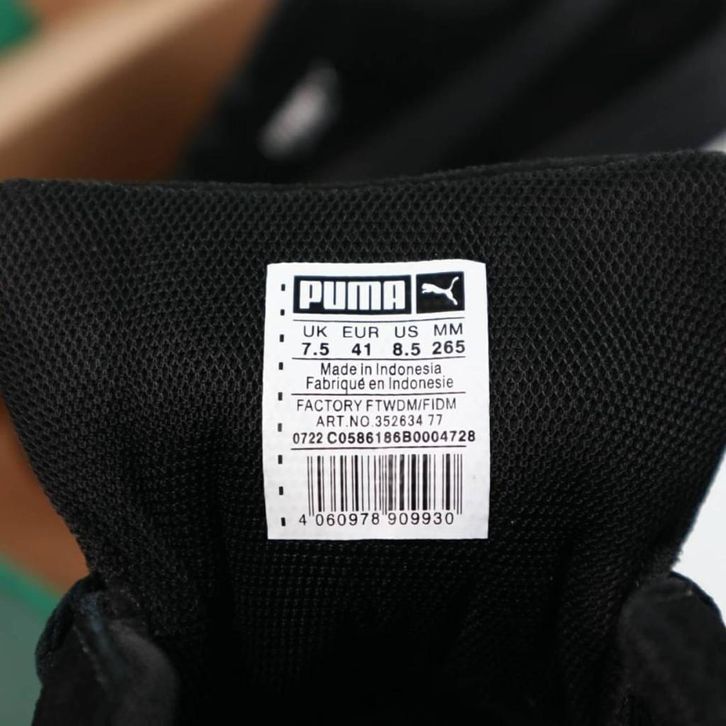 PUMA
UK EUR US MM
7.5 41 8.5 265
Made in Indonesia
Fabriqué en Indonesie
FACTORY FTWDM/FIDM
ART.NO.352634 77
0722 C0586186B0004728
4 060978 909930